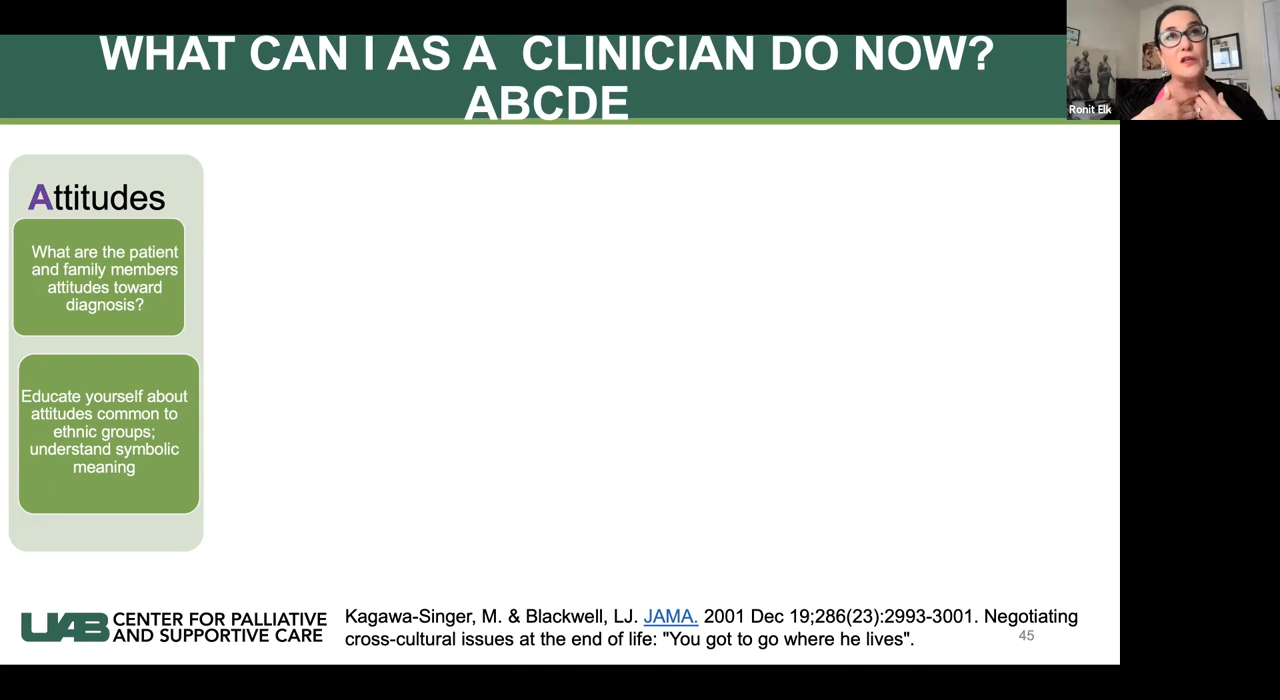 WHAT CAN I AS A  CLINICIAN DO NOW?
ABCDE
Ronit Elk
Attitudes
What are the patient
and family members
attitudes toward
diagnosis?
Educate yourself about
attitudes common to
ethnic groups;
understand symbolic
meaning
UAB CENTER FOR PALLIATIVE
AND SUPPORTIVE CARE
Kagawa-Singer, M. & Blackwell, LJ. JAMA. 2001 Dec 19;286(23):2993-3001. Negotiating
cross-cultural issues at the end of life: "You got to go where he lives".
45